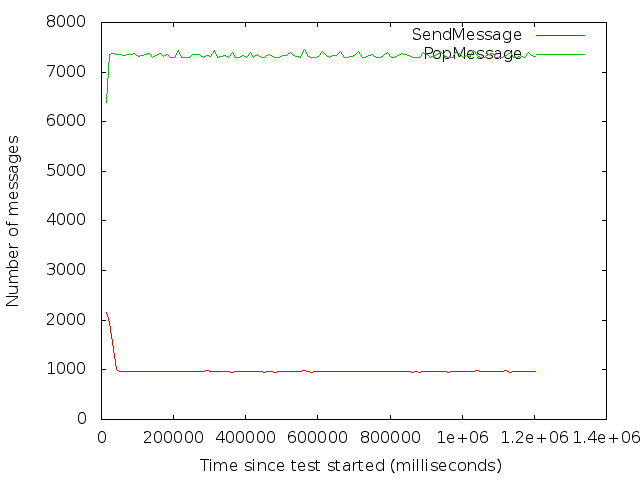 8000
7000
6000
5000
4000
3000
2000
1000
0
Number of messages
SendMessage
PopMessage
0 200000 400000 600000 800000 1e+06 1.2e+06 1.4e+06
Time since test started (milliseconds)